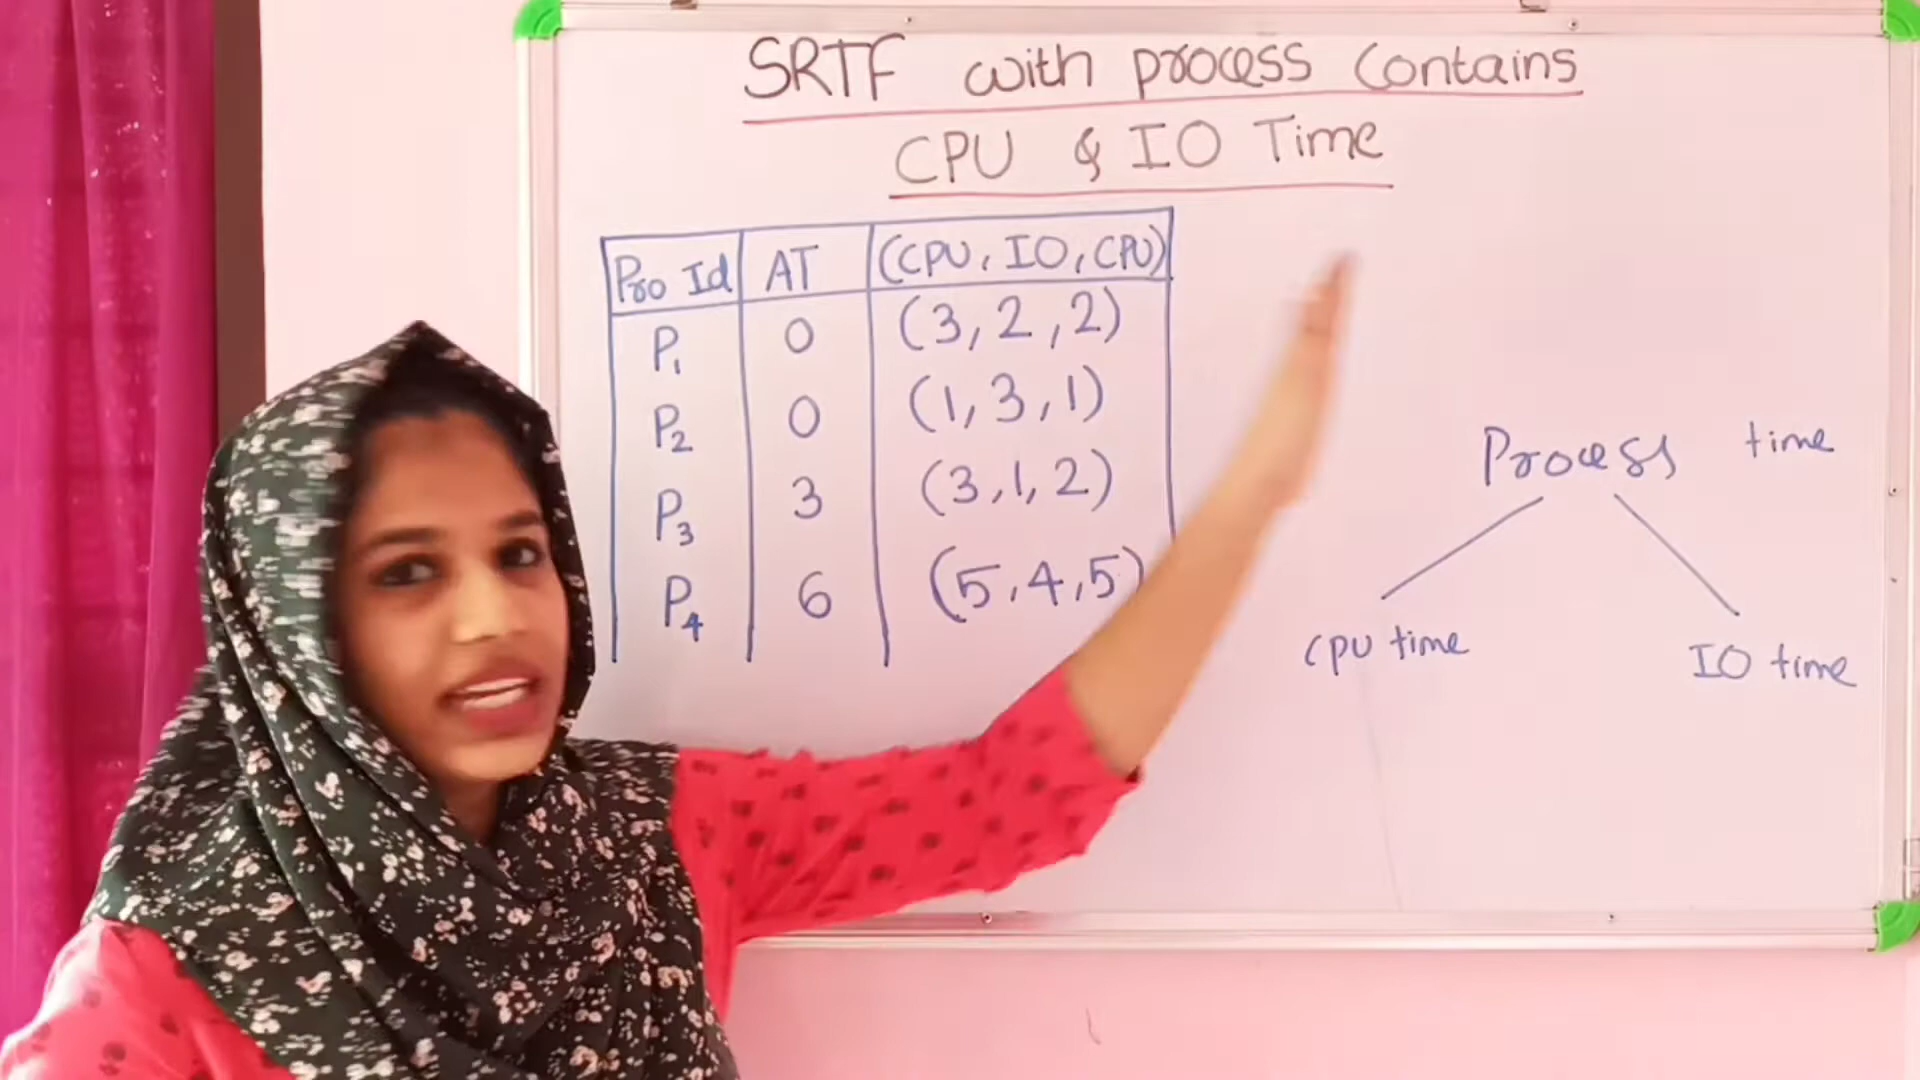 SRTF with process Contains
CPU & IO Time
Pro Id AT (CPU, IO, CPU)
P1 0 (3, 2, 2)
P2 0 (1, 3, 1)
P3 3 (3, 1, 2)
P4 6 (5, 4, 5)
Process time
CPU time IO time